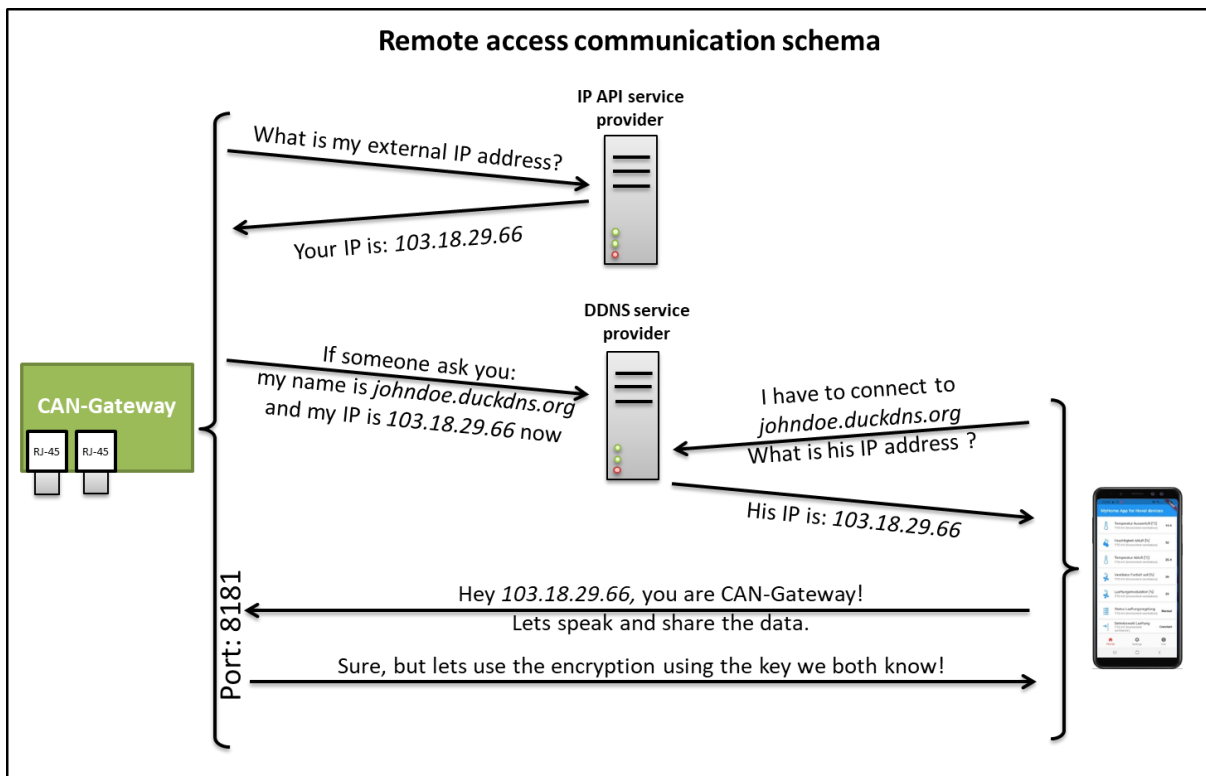 Remote access communication schema
IP API service
provider
What is my external IP address?
Your IP is: 103.18.29.66
DDNS service
provider
If someone ask you:
my name is johndoe.duckdns.org
and my IP is 103.18.29.66 now
CAN-Gateway
RJ-45
RJ-45
I have to connect to
johndoe.duckdns.org
What is his IP address ?
His IP is: 103.18.29.66
Port: 8181
Hey 103.18.29.66, you are CAN-Gateway!
Lets speak and share the data.
Sure, but lets use the encryption using the key we both know!